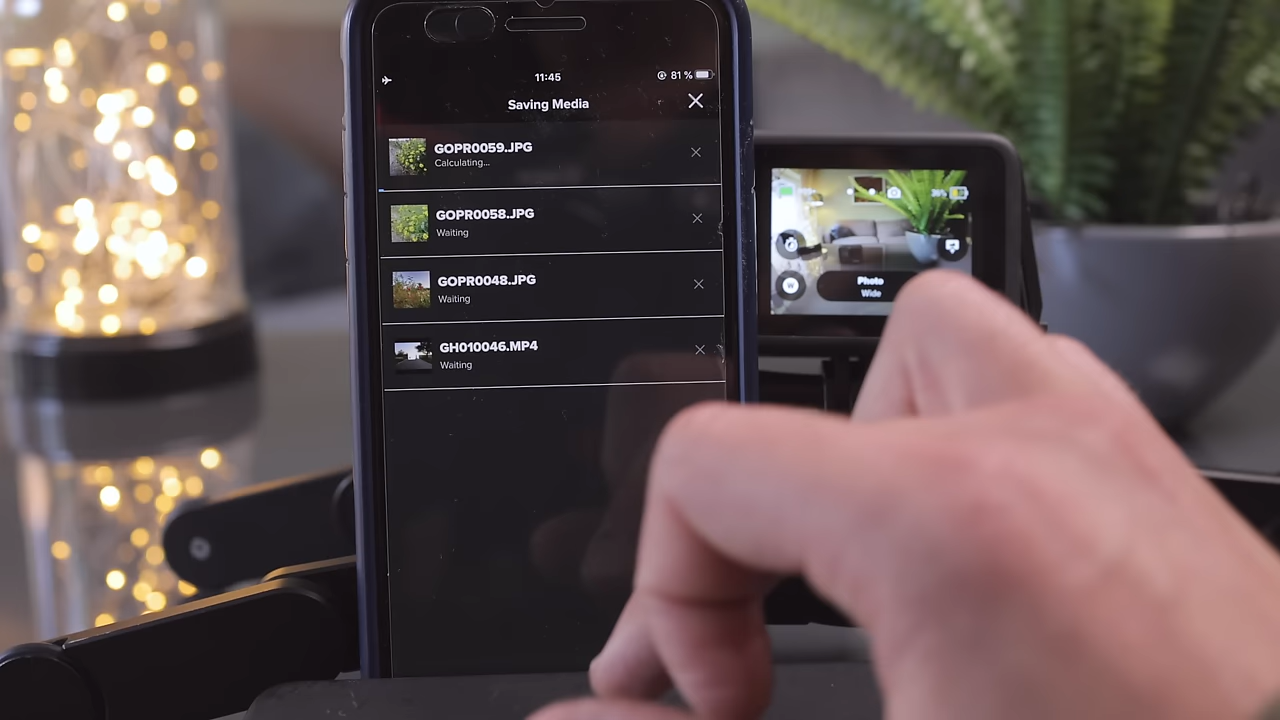 11:45
81 %
Saving Media
GOPR0059.JPG
Calculating...
GOPR0058.JPG
Waiting
GOPR0048.JPG
Waiting
GH010046.MP4
Waiting
W
Photo
Wide